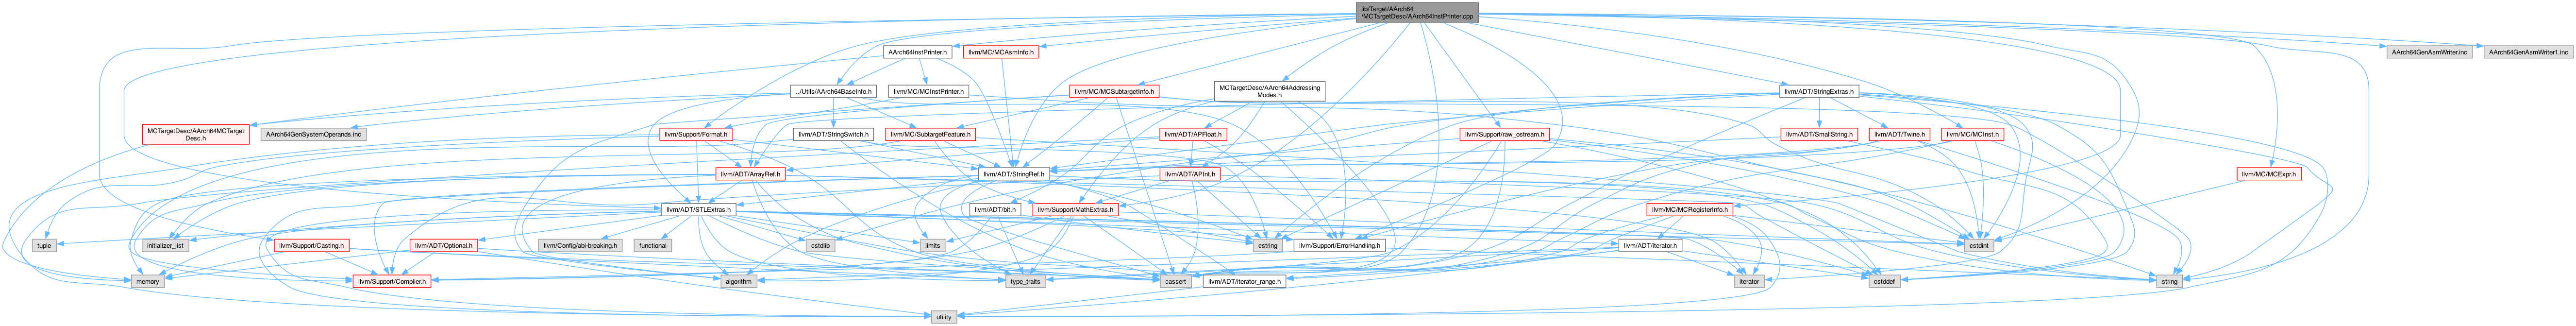 lib/Target/AArch64
/MCTargetDesc/AArch64InstPrinter.cpp
AArch64InstPrinter.h
llvm/MC/MCAsmInfo.h
AArch64GenAsmWriter.inc
AArch64GenAsmWriter1.inc
../Utils/AArch64BaseInfo.h
llvm/MC/MCInstPrinter.h
llvm/MC/MCSubtargetInfo.h
MCTargetDesc/AArch64Addressing
Modes.h
llvm/ADT/StringExtras.h
MCTargetDesc/AArch64MCTarget
Desc.h
AArch64GenSystemOperands.inc
llvm/Support/Format.h
llvm/ADT/StringSwitch.h
llvm/MC/SubtargetFeature.h
llvm/ADT/APFloat.h
llvm/Support/raw_ostream.h
llvm/ADT/SmallString.h
llvm/ADT/Twine.h
llvm/MC/MCInst.h
llvm/ADT/ArrayRef.h
llvm/ADT/StringRef.h
llvm/ADT/APInt.h
llvm/MC/MCExpr.h
llvm/ADT/STLExtras.h
llvm/ADT/bit.h
llvm/Support/MathExtras.h
llvm/MC/MCRegisterInfo.h
tuple
initializer_list
llvm/Support/Casting.h
llvm/ADT/Optional.h
llvm/Config/abi-breaking.h
functional
cstdlib
limits
cstring
llvm/Support/ErrorHandling.h
llvm/ADT/iterator.h
cstdint
memory
llvm/Support/Compiler.h
algorithm
type_traits
cassert
llvm/ADT/iterator_range.h
iterator
cstddef
string
utility